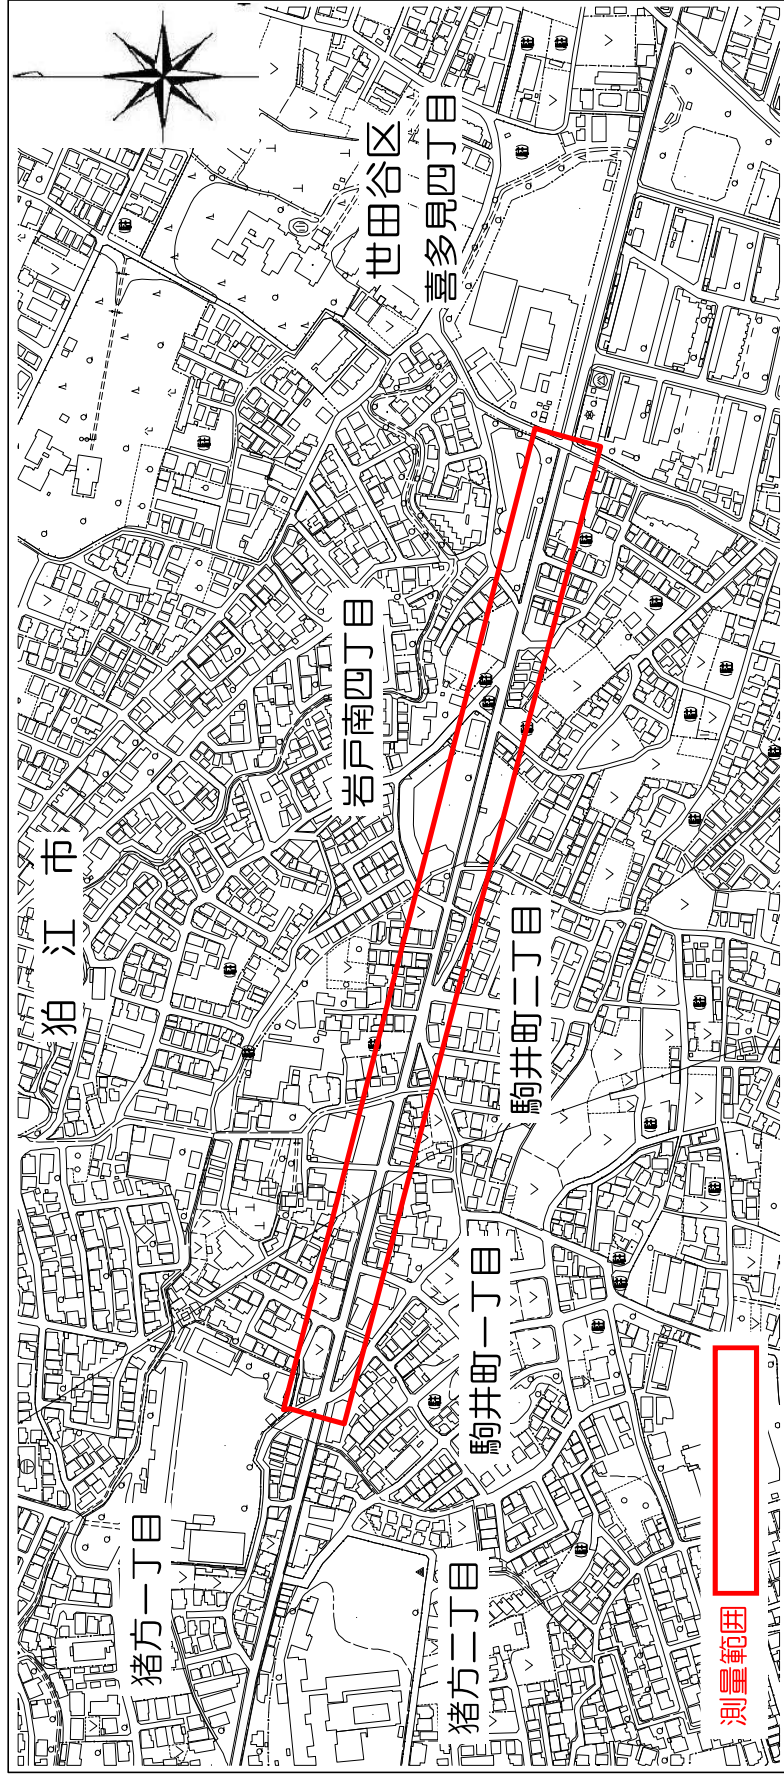 世田谷区
喜多見四丁目
岩戸南四丁目
狛江市
駒井町二丁目
駒井町一丁目
猪方一丁目
猪方二丁目
測量範囲